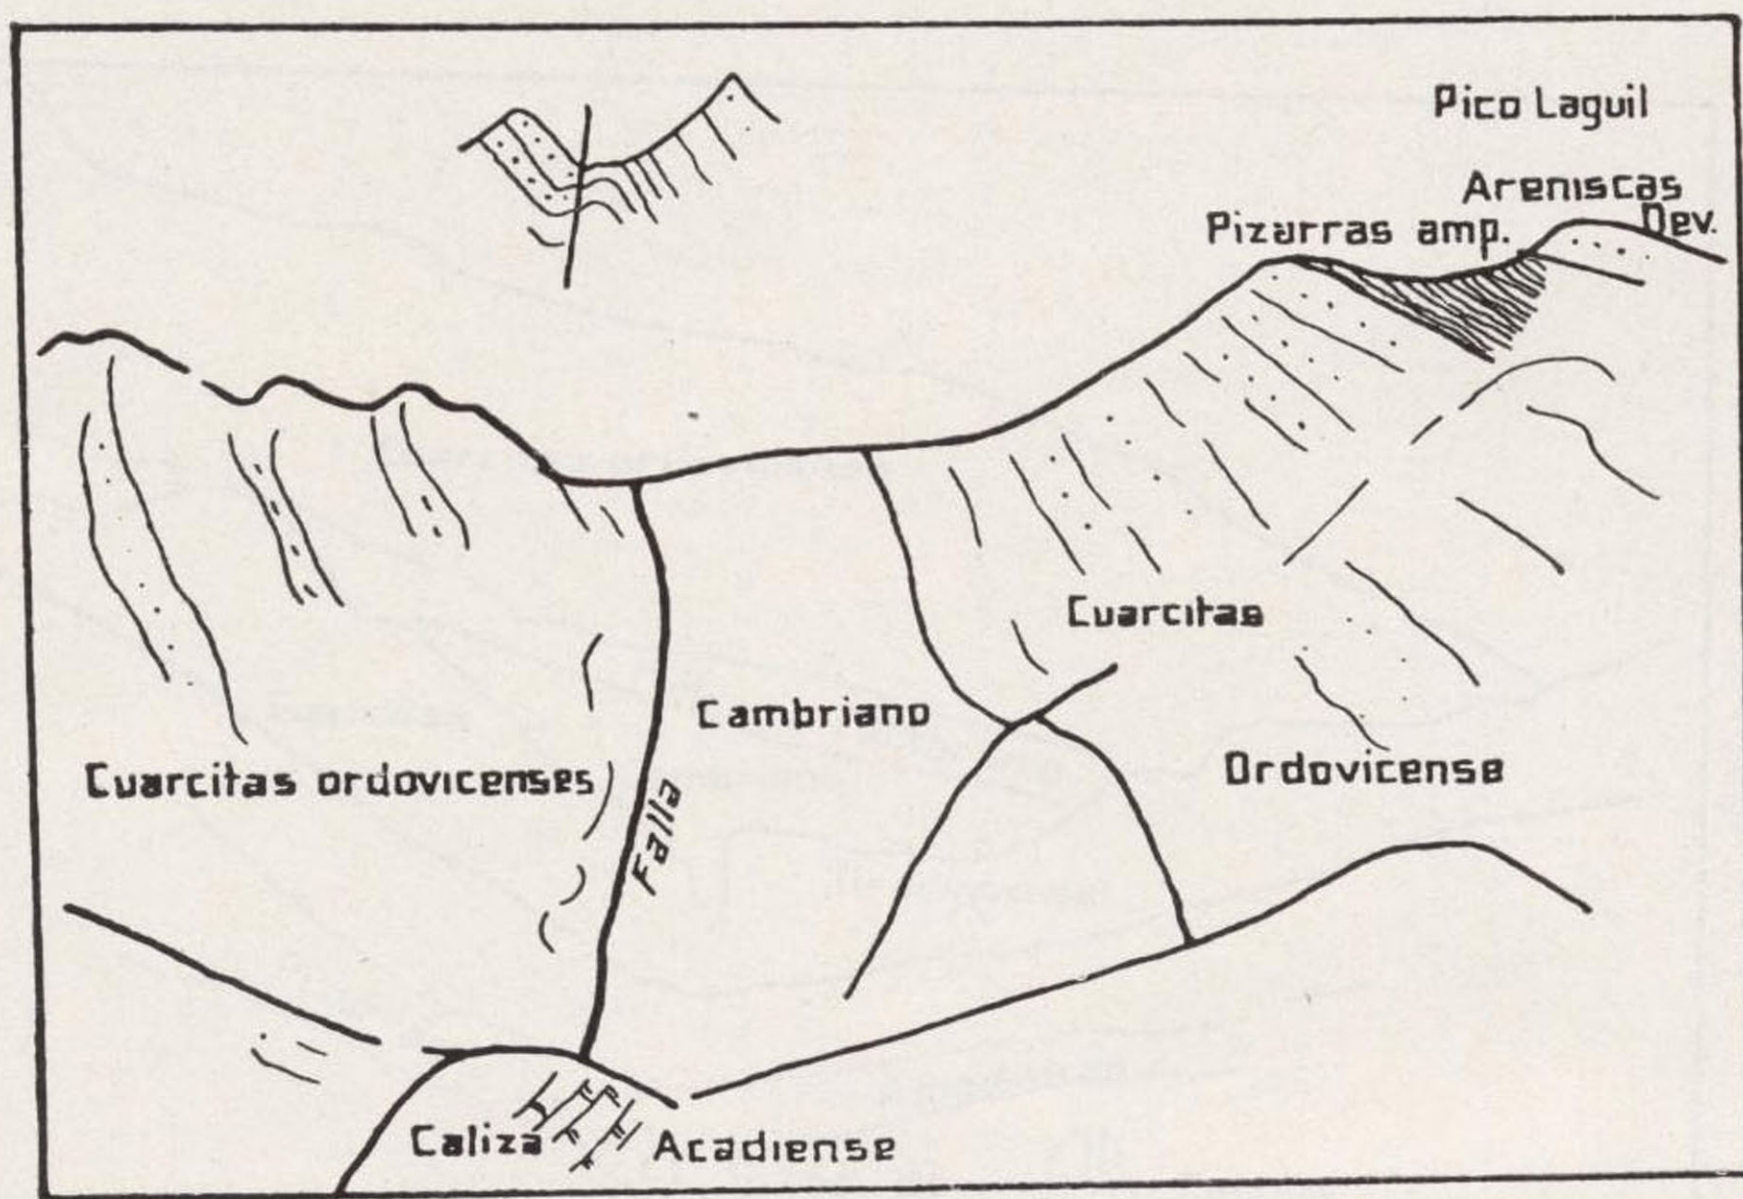 Pico Laguil
Areniscas
Dev.
Pizarras amp.
Cuarcitas
Cambriano
Ordovicense
Cuarcitas ordovicenses
Falla
Caliza Acadiense